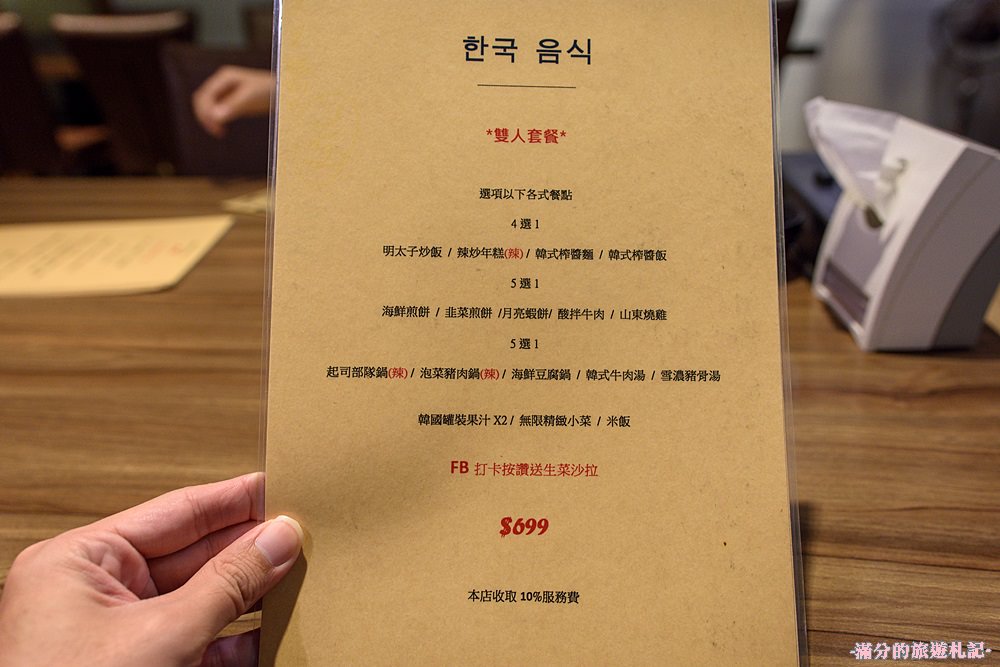 한국 음식
*雙人套餐*
選項以下各式餐點
4 選 1
明太子炒飯 / 辣炒年糕(辣) / 韓式榨醬麵 / 韓式榨醬飯
5 選 1
海鮮煎餅 / 韭菜煎餅 /月亮蝦餅/ 酸拌牛肉 / 山東燒雞
5 選 1
起司部隊鍋(辣) / 泡菜豬肉鍋(辣) / 海鮮豆腐鍋 / 韓式牛肉湯 / 雪濃豬骨湯
韓國罐裝果汁 X2 / 無限精緻小菜 / 米飯
FB 打卡按讚送生菜沙拉
$699
本店收取 10%服務費
-滿分的旅遊札記-